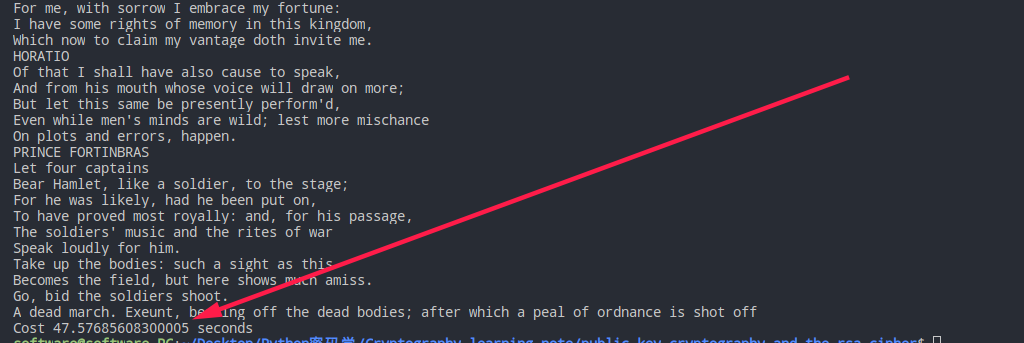 For me, with sorrow I embrace my fortune:
I have some rights of memory in this kingdom,
Which now to claim my vantage doth invite me.
HORATIO
Of that I shall have also cause to speak,
And from his mouth whose voice will draw on more;
But let this same be presently perform'd,
Even while men's minds are wild; lest more mischance
On plots and errors, happen.
PRINCE FORTINBRAS
Let four captains
Bear Hamlet, like a soldier, to the stage;
For he was likely, had he been put on,
To have proved most royally: and, for his passage,
The soldiers' music and the rites of war
Speak loudly for him.
Take up the bodies: such a sight as this
Becomes the field, but here shows much amiss.
Go, bid the soldiers shoot.
A dead march. Exeunt, bearing off the dead bodies; after which a peal of ordnance is shot off
Cost 47.57685608300005 seconds
software@software-PC:~/Desktop/Python密码学/Cryptography-learning-note/public_key_cryptography_and_the_rsa_cipher$